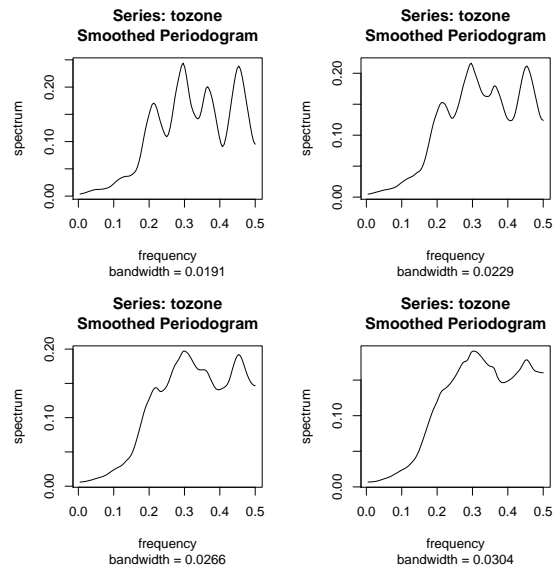 Series: tozone
Smoothed Periodogram
spectrum
0.00 0.10 0.20
0.0 0.1 0.2 0.3 0.4 0.5
frequency
bandwidth = 0.0191
Series: tozone
Smoothed Periodogram
spectrum
0.00 0.10 0.20
0.0 0.1 0.2 0.3 0.4 0.5
frequency
bandwidth = 0.0229
Series: tozone
Smoothed Periodogram
spectrum
0.00 0.10 0.20
0.0 0.1 0.2 0.3 0.4 0.5
frequency
bandwidth = 0.0266
Series: tozone
Smoothed Periodogram
spectrum
0.00 0.10
0.0 0.1 0.2 0.3 0.4 0.5
frequency
bandwidth = 0.0304